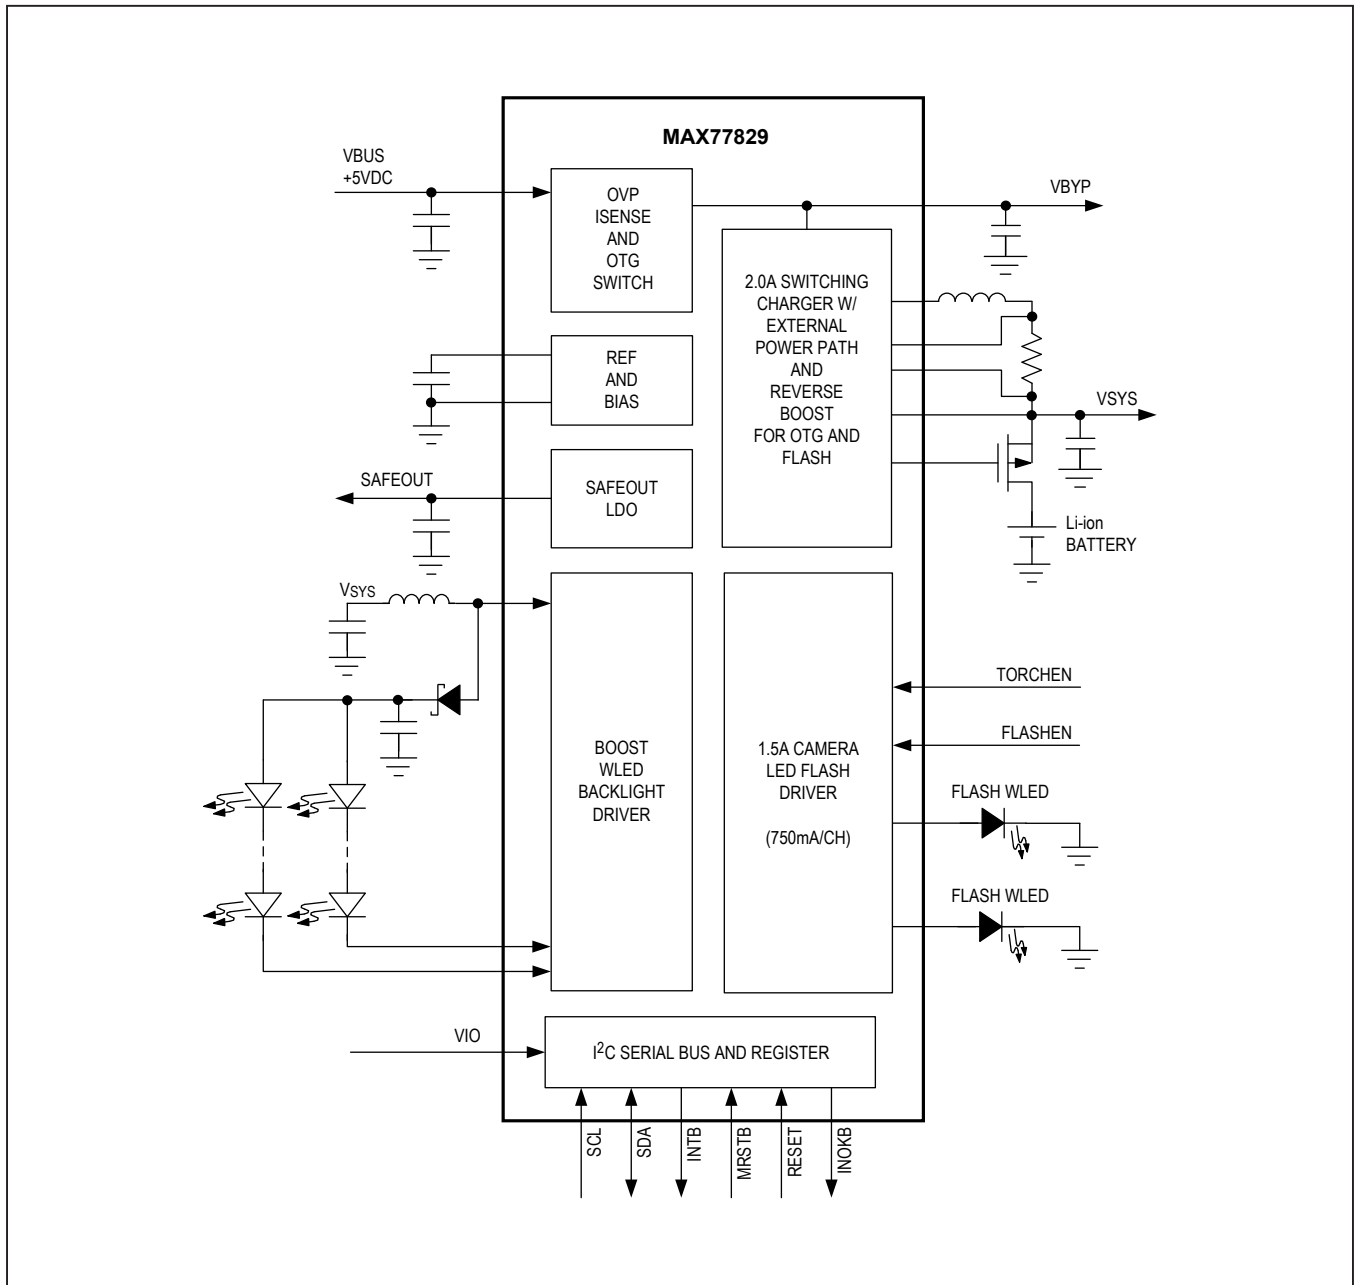 MAX77829
VBUS
+5VDC
OVP
ISENSE
AND
OTG
SWITCH
VBYP
2.0A SWITCHING
CHARGER W/
EXTERNAL
POWER PATH
AND
REVERSE
BOOST
FOR OTG AND
FLASH
REF
AND
BIAS
VSYS
SAFEOUT
SAFEOUT
LDO
Li-ion
BATTERY
VSYS
BOOST
WLED
BACKLIGHT
DRIVER
1.5A CAMERA
LED FLASH
DRIVER
(750mA/CH)
TORCHEN
FLASHEN
FLASH WLED
FLASH WLED
VIO
I2C SERIAL BUS AND REGISTER
SCL
SDA
INTB
MRSTB
RESET
INOKB